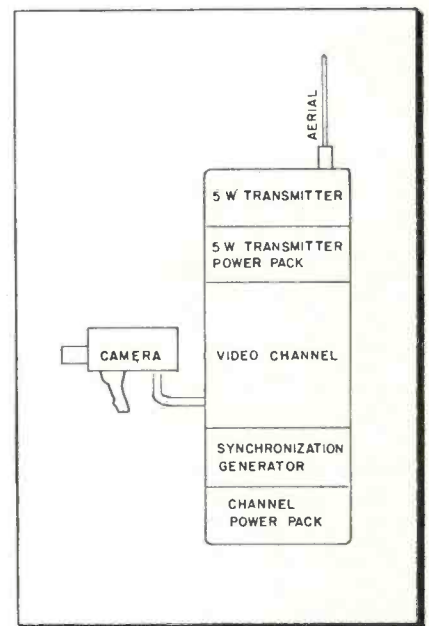 AERIAL
5 W TRANSMITTER
5 W TRANSMITTER
POWER PACK
CAMERA
VIDEO CHANNEL
SYNCHRONIZATION
GENERATOR
CHANNEL
POWER PACK